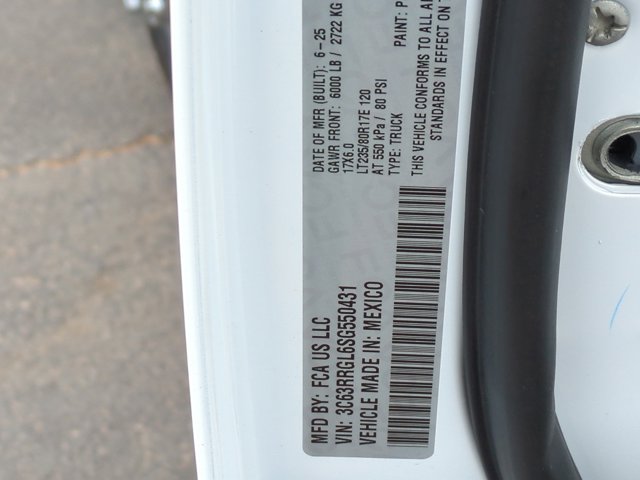 MFD BY: FCA US LLC
VIN: 3C63RRGL6SG550431
VEHICLE MADE IN: MEXICO
DATE OF MFR (BUILT): 6-25
GAWR FRONT: 6000 LB / 2722 KG
17X6.0
LT235/80R17E 120
AT 550 kPa / 80 PSI
TYPE: TRUCK
PAINT:
THIS VEHICLE CONFORMS TO ALL
STANDARDS IN EFFECT ON